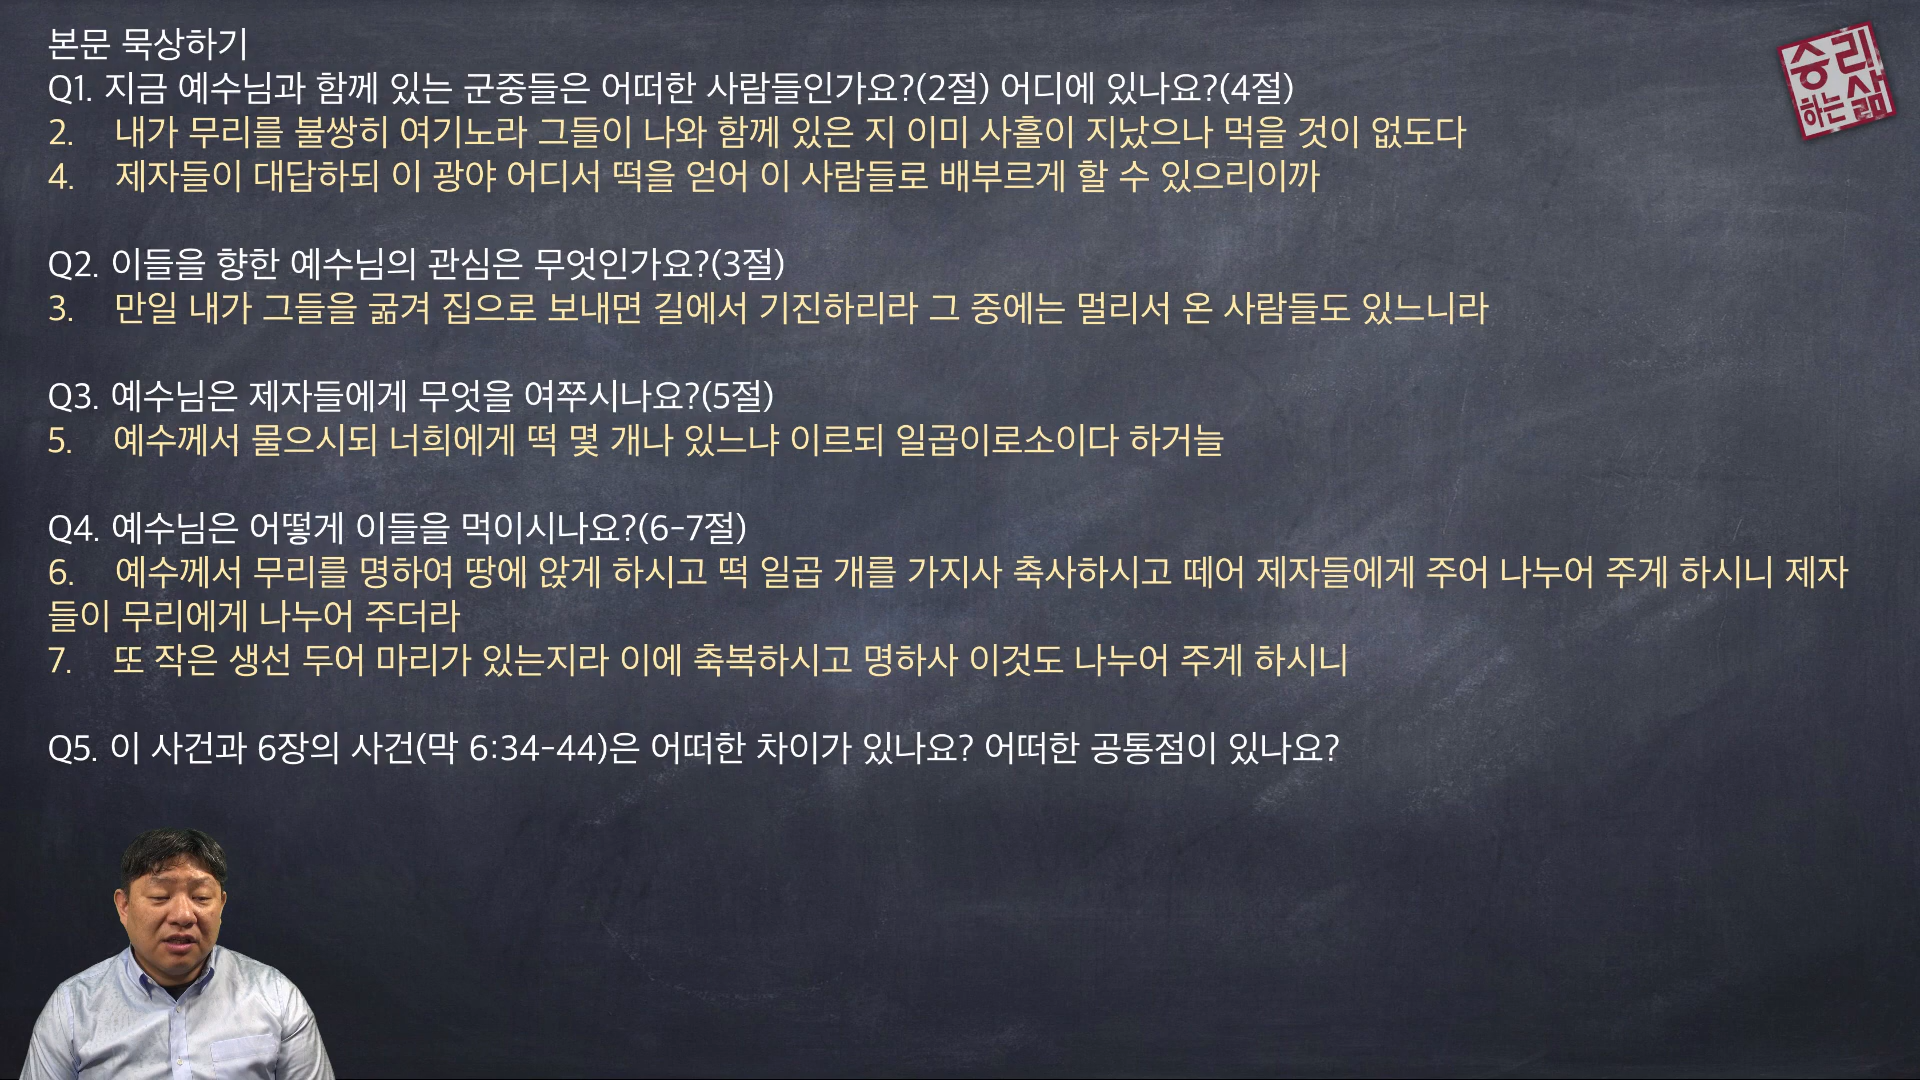 본문 묵상하기
Q1. 지금 예수님과 함께 있는 군중들은 어떠한 사람들인가요?(2절) 어디에 있나요?(4절)
2. 내가 무리를 불쌍히 여기노라 그들이 나와 함께 있은 지 이미 사흘이 지났으나 먹을 것이 없도다
4. 제자들이 대답하되 이 광야 어디서 떡을 얻어 이 사람들로 배부르게 할 수 있으리이까
Q2. 이들을 향한 예수님의 관심은 무엇인가요?(3절)
3. 만일 내가 그들을 굶겨 집으로 보내면 길에서 기진하리라 그 중에는 멀리서 온 사람들도 있느니라
Q3. 예수님은 제자들에게 무엇을 여쭈시나요?(5절)
5. 예수께서 물으시되 너희에게 떡 몇 개나 있느냐 이르되 일곱이로소이다 하거늘
Q4. 예수님은 어떻게 이들을 먹이시나요?(6-7절)
6. 예수께서 무리를 명하여 땅에 앉게 하시고 떡 일곱 개를 가지사 축사하시고 떼어 제자들에게 주어 나누어 주게 하시니 제자
들이 무리에게 나누어 주더라
7. 또 작은 생선 두어 마리가 있는지라 이에 축복하시고 명하사 이것도 나누어 주게 하시니
Q5. 이 사건과 6장의 사건(막 6:34-44)은 어떠한 차이가 있나요? 어떠한 공통점이 있나요?
승리
하는 삶